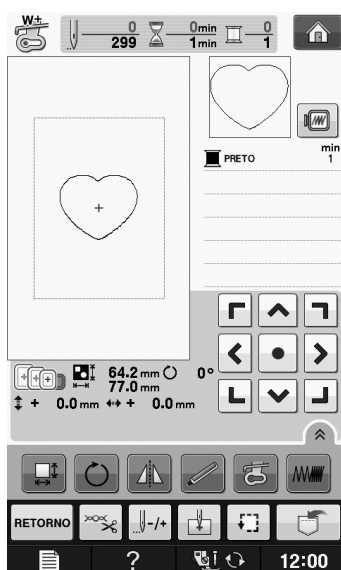 W+
0 0min 0
299 1min 1
min
PRETO 1
64.2 mm 0°
77.0 mm
+ 0.0 mm + 0.0 mm
RETORNO -/+
? 12:00